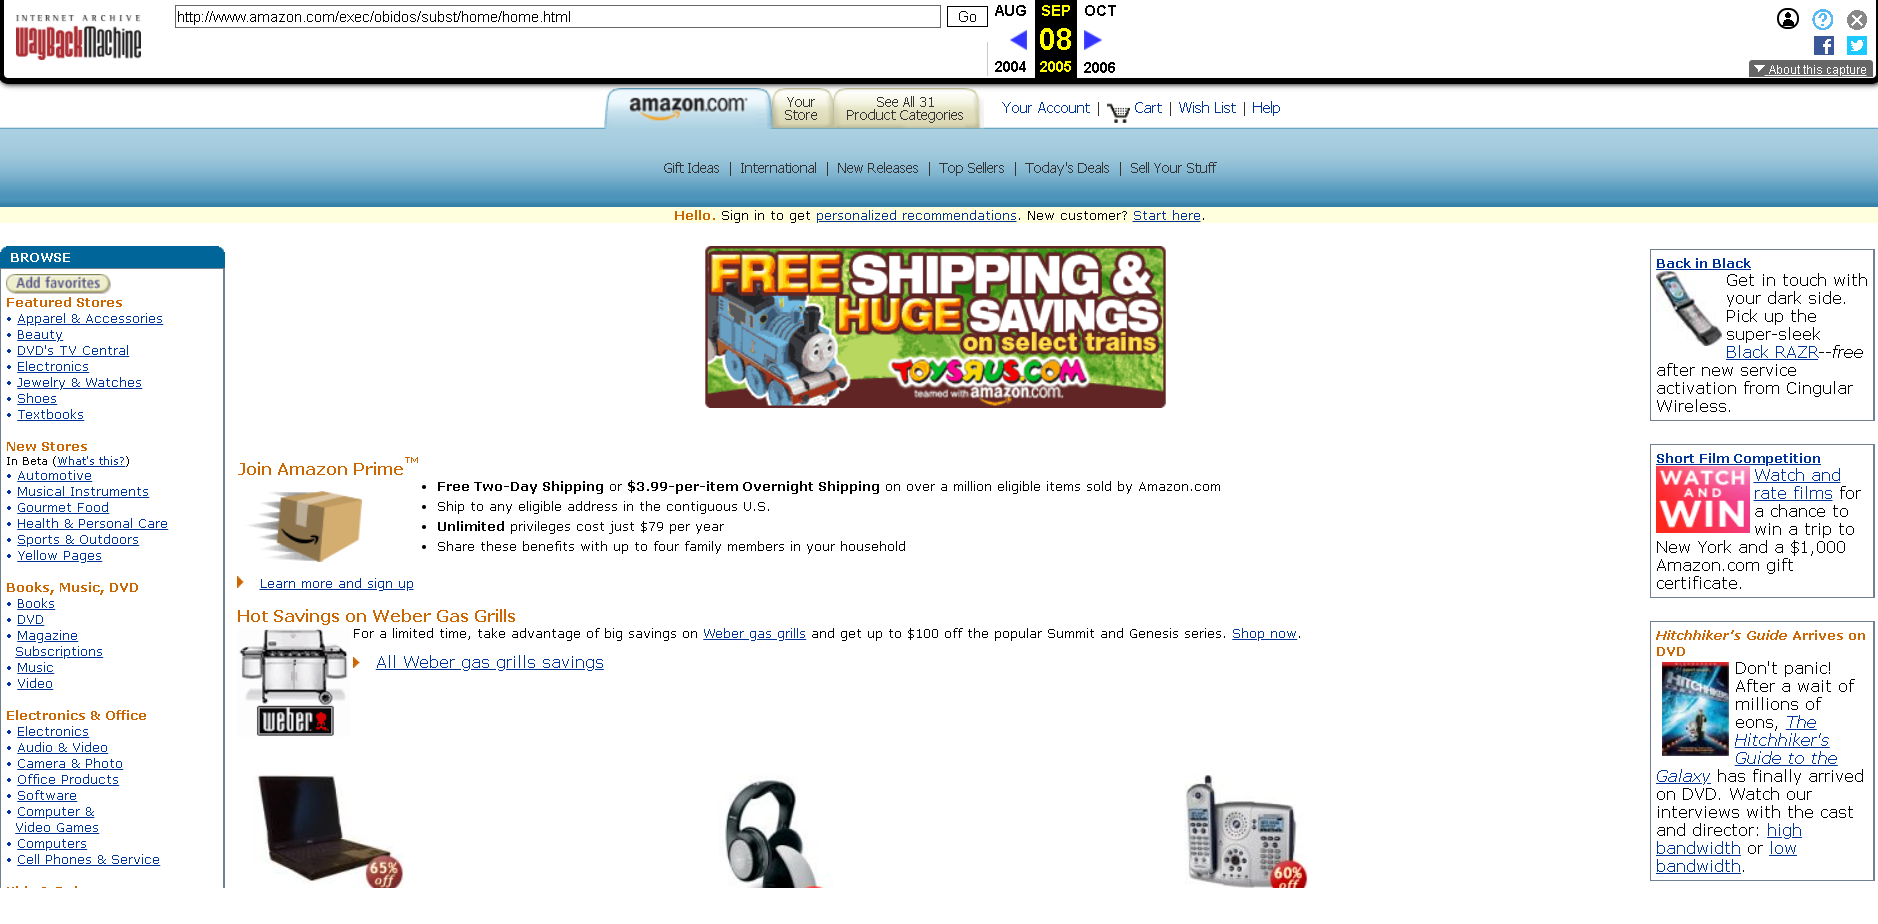 INTERNET ARCHIVE
WayBackMachine
http://www.amazon.com/exec/obidos/subst/home/home.html
Go
AUG SEP OCT
08
2004 2005 2006
About this capture
amazon.com
Your Store
See All 31 Product Categories
Your Account | Cart | Wish List | Help
Gift Ideas | International | New Releases | Top Sellers | Today's Deals | Sell Your Stuff
Hello. Sign in to get personalized recommendations. New customer? Start here.
BROWSE
Add favorites
Featured Stores
• Apparel & Accessories
• Beauty
• DVD's TV Central
• Electronics
• Jewelry & Watches
• Shoes
• Textbooks
New Stores
In Beta (What's this?)
• Automotive
• Musical Instruments
• Gourmet Food
• Health & Personal Care
• Sports & Outdoors
• Yellow Pages
Books, Music, DVD
• Books
• DVD
• Magazine
Subscriptions
• Music
• Video
Electronics & Office
• Electronics
• Audio & Video
• Camera & Photo
• Office Products
• Software
• Computer &
Video Games
• Computers
• Cell Phones & Service
FREE SHIPPING &
HUGE SAVINGS
on select trains
TOYSRUS.COM
teamed with amazon.com.
Join Amazon Prime™
• Free Two-Day Shipping or $3.99-per-item Overnight Shipping on over a million eligible items sold by Amazon.com
• Ship to any eligible address in the contiguous U.S.
• Unlimited privileges cost just $79 per year
• Share these benefits with up to four family members in your household
Learn more and sign up
Hot Savings on Weber Gas Grills
For a limited time, take advantage of big savings on Weber gas grills and get up to $100 off the popular Summit and Genesis series. Shop now.
All Weber gas grills savings
weber
65%
off
60%
off
Back in Black
Get in touch with
your dark side.
Pick up the
super-sleek
Black RAZR--free
after new service
activation from Cingular
Wireless.
Short Film Competition
WATCH
AND
WIN
Watch and
rate films for
a chance to
win a trip to
New York and a $1,000
Amazon.com gift
certificate.
Hitchhiker's Guide Arrives on
DVD
Don't panic!
After a wait of
millions of
eons, The
Hitchhiker's
Guide to the
Galaxy has finally arrived
on DVD. Watch our
interviews with the cast
and director: high
bandwidth or low
bandwidth.